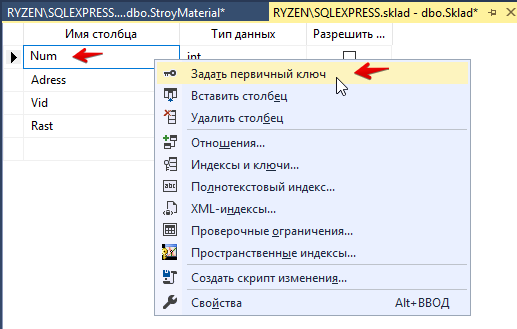 RYZEN\SQLEXPRESS....dbo.StroyMaterial*
RYZEN\SQLEXPRESS.sklad - dbo.Sklad*
Имя столбца Тип данных Разрешить ...
Num int
Adress
Vid
Rast
Задать первичный ключ
Вставить столбец
Удалить столбец
Отношения...
Индексы и ключи...
Полнотекстовый индекс...
XML-индексы...
Проверочные ограничения...
Пространственные индексы...
Создать скрипт изменения...
Свойства Alt+ВВОД